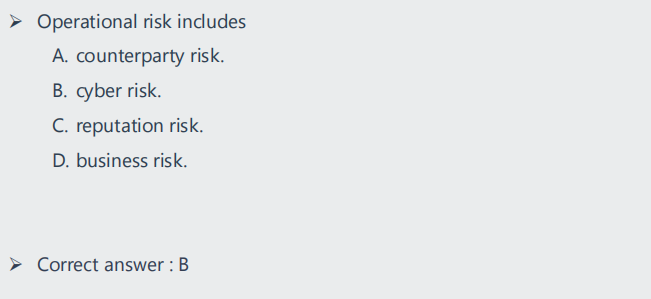 ➢ Operational risk includes
A. counterparty risk.
B. cyber risk.
C. reputation risk.
D. business risk.
➢ Correct answer : B